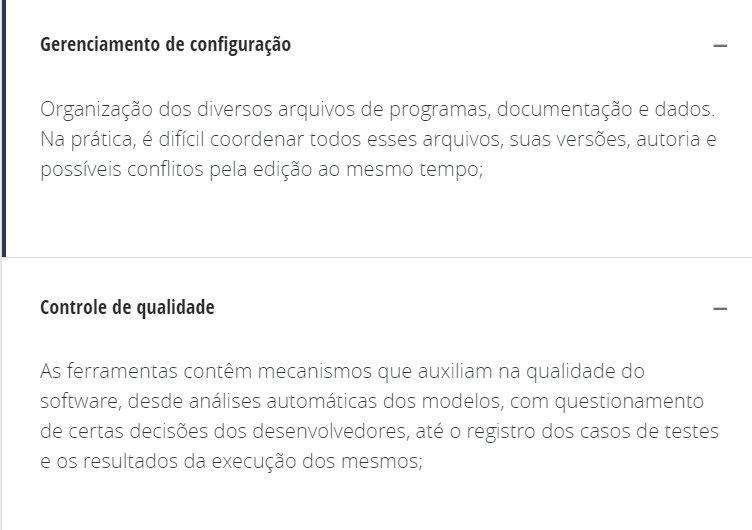 Gerenciamento de configuração
Organização dos diversos arquivos de programas, documentação e dados.
Na prática, é difícil coordenar todos esses arquivos, suas versões, autoria e
possíveis conflitos pela edição ao mesmo tempo;
Controle de qualidade
As ferramentas contêm mecanismos que auxiliam na qualidade do
software, desde análises automáticas dos modelos, com questionamento
de certas decisões dos desenvolvedores, até o registro dos casos de testes
e os resultados da execução dos mesmos;